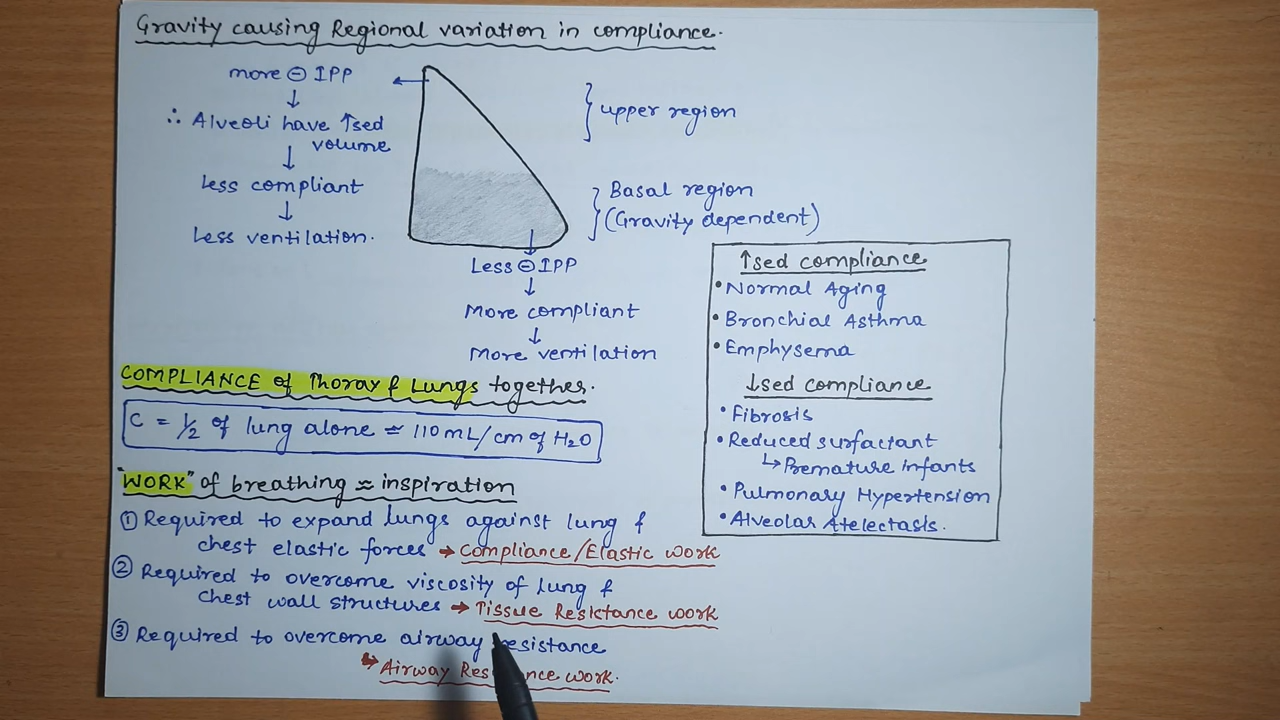 Gravity causing Regional variation in compliance.
more ⊖ IPP
↓
∴ Alveoli have ↑sed
volume
↓
Less compliant
↓
Less ventilation.
} upper region
} Basal region
(Gravity dependent)
Less ⊖ IPP
↓
More compliant
↓
More ventilation
↑sed compliance
• Normal Aging
• Bronchial Asthma
• Emphysema
↓sed compliance
• Fibrosis
• Reduced surfactant
↳ Premature infants
• Pulmonary Hypertension
• Alveolar Atelectasis.
COMPLIANCE of Thorax & Lungs together.
C = 1/2 of lung alone ≈ 110 mL/cm of H2O
"WORK" of breathing ≈ inspiration
① Required to expand lungs against lung &
chest elastic forces → Compliance/Elastic work
② Required to overcome viscosity of lung &
chest wall structures → Tissue Resistance work
③ Required to overcome airway resistance
↳ Airway Resistance work.